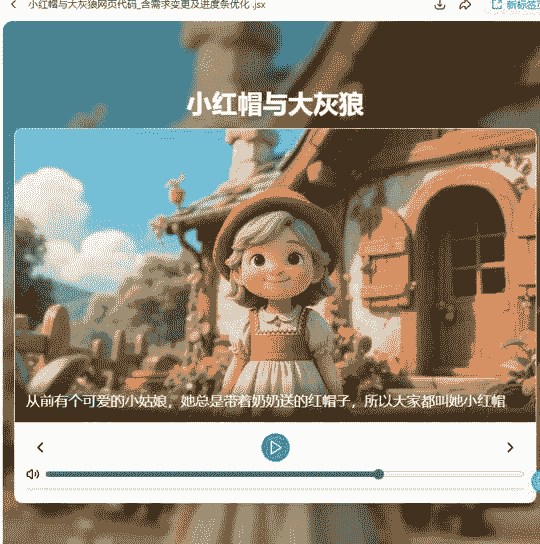 小红帽与大灰狼网页代码_含需求变更及进度条优化 .jsx
新标签页
小红帽与大灰狼
从前有个可爱的小姑娘，她总是带着奶奶送的红帽子，所以大家都叫她小红帽